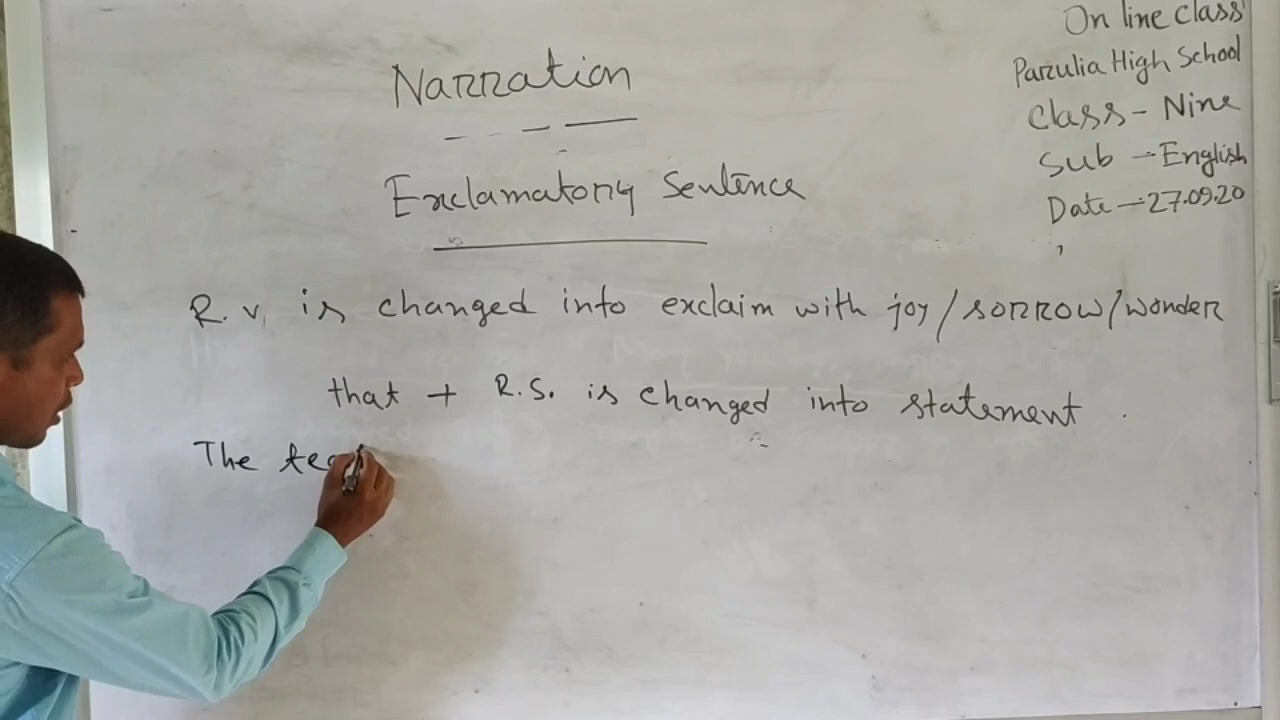 On line class
Parulia High School
Class - Nine
Sub - English
Date - 27.09.20
Narration
Exclamatory Sentence
R.V. is changed into exclaim with joy/sorrow/wonder
that + R.S. is changed into statement.
The tea